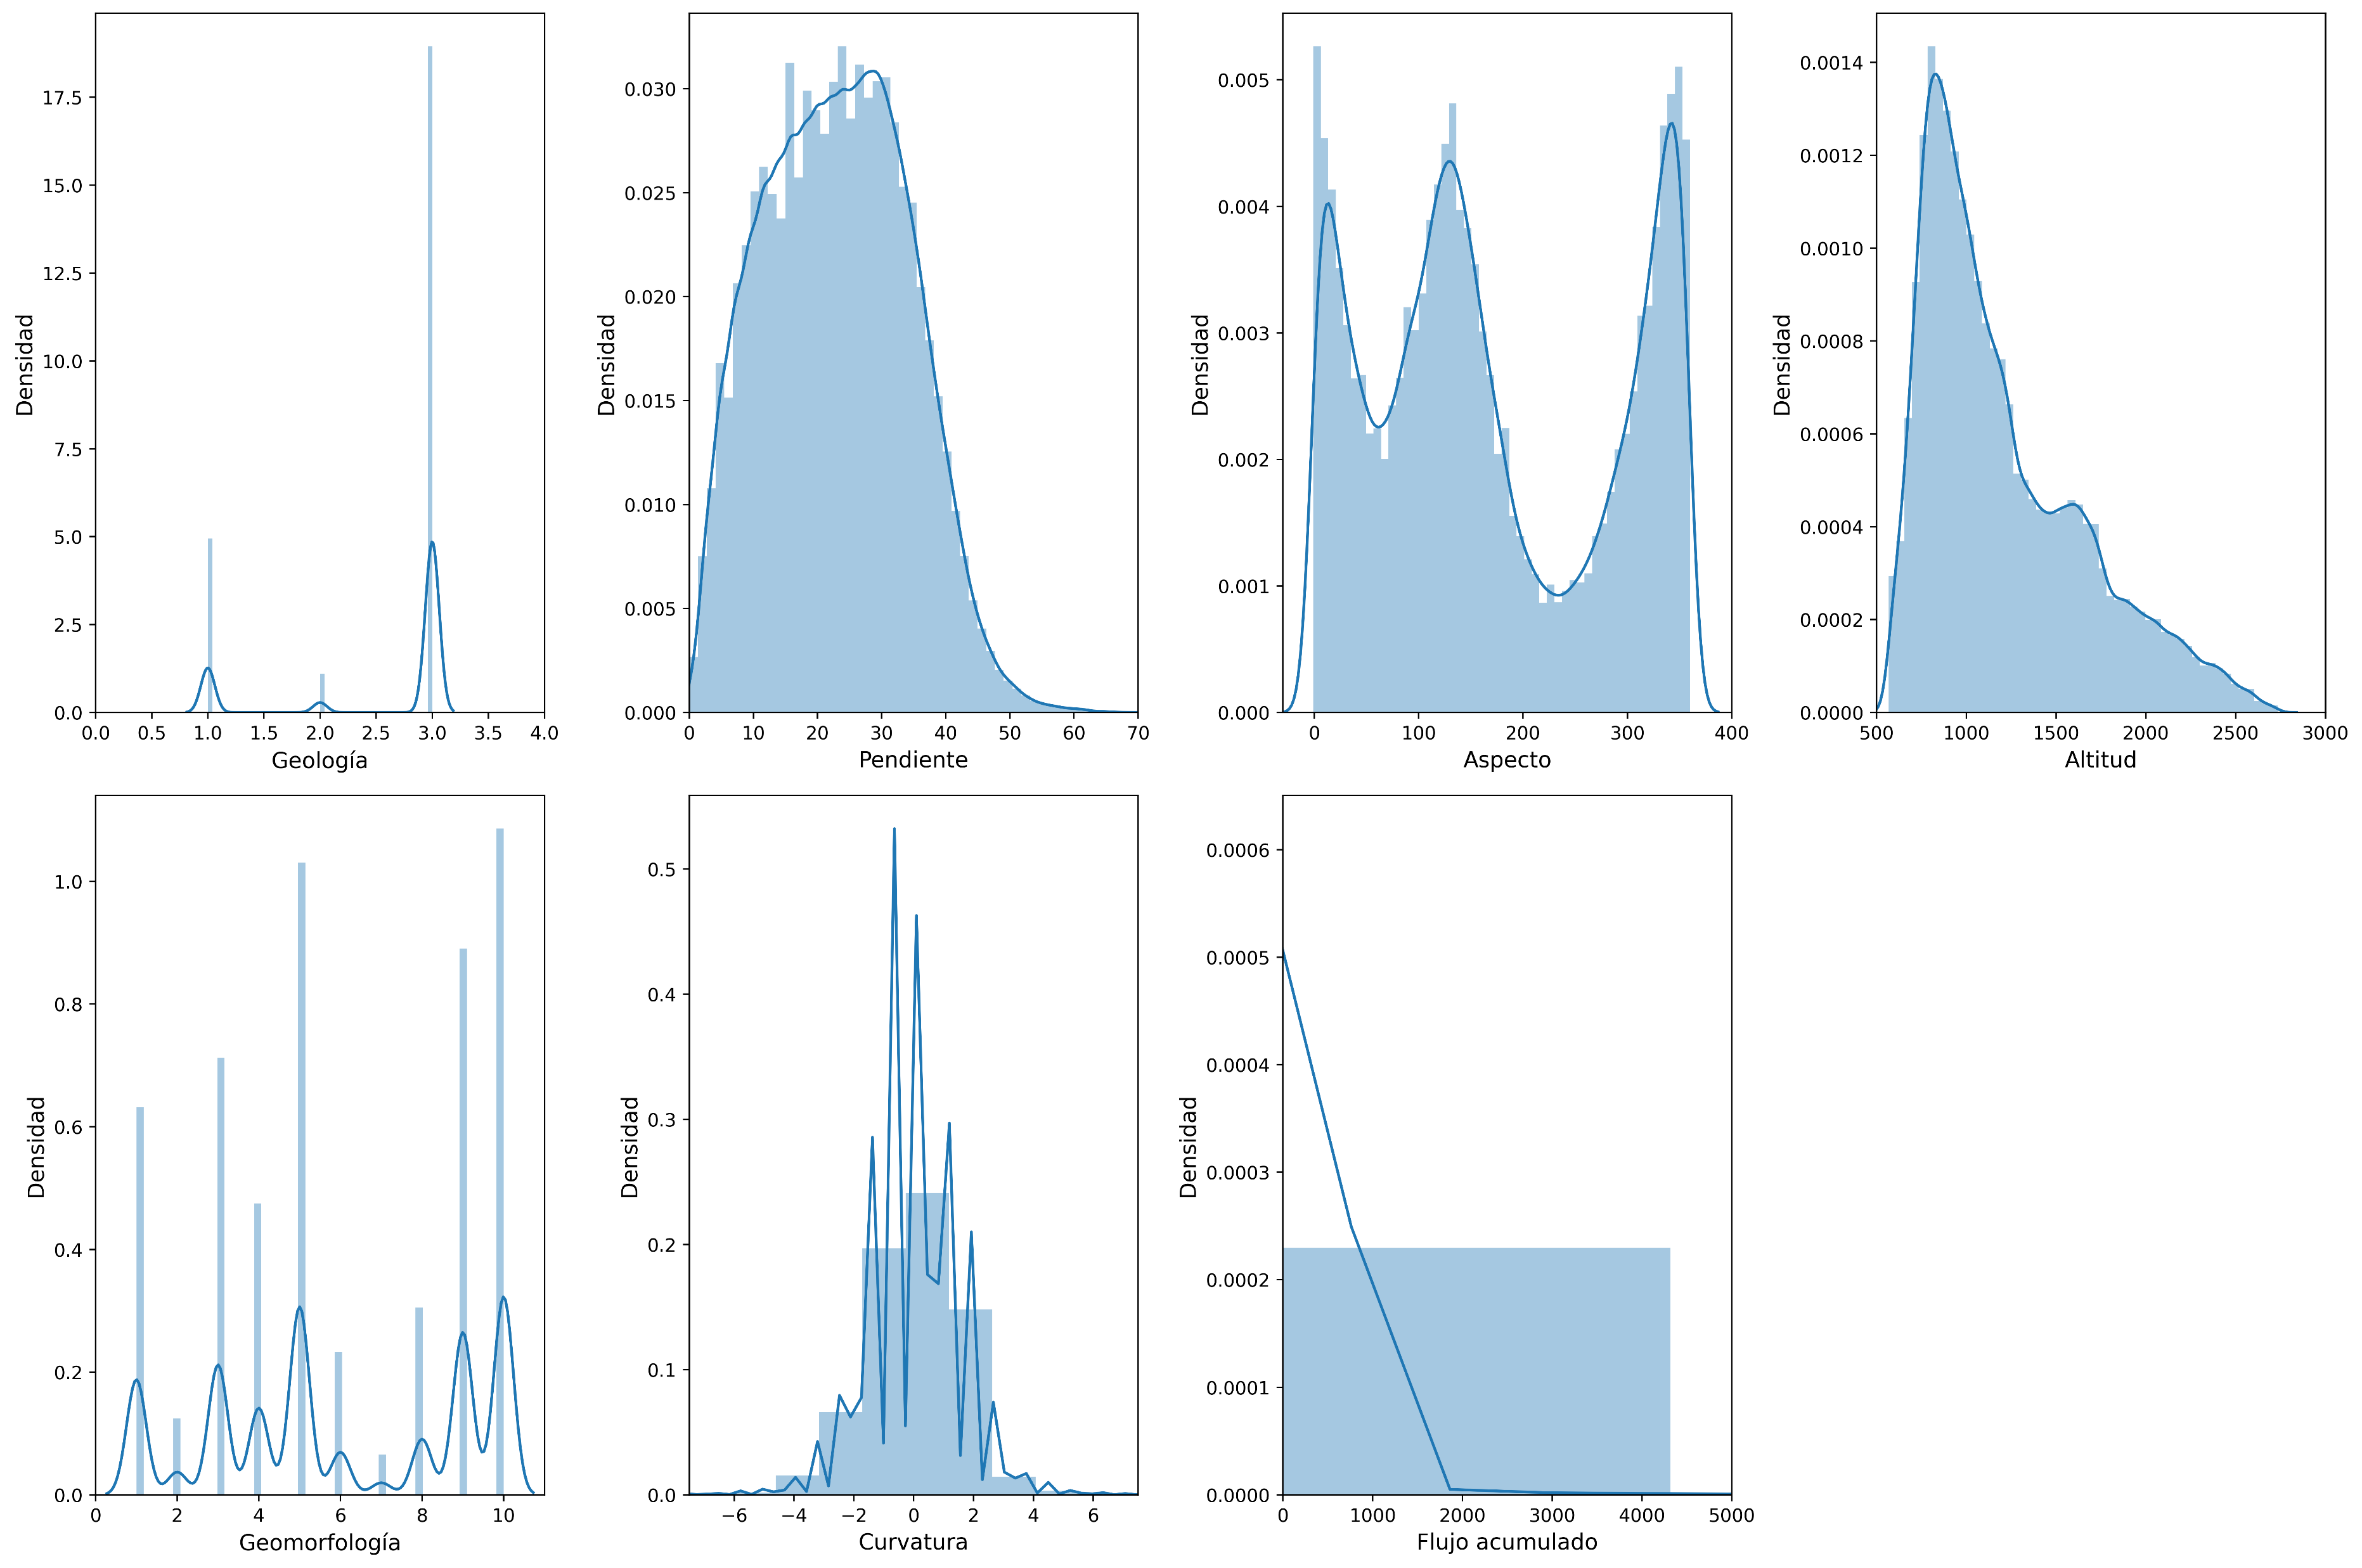 Densidad
17.5
15.0
12.5
10.0
7.5
5.0
2.5
0.0
0.0 0.5 1.0 1.5 2.0 2.5 3.0 3.5 4.0
Geología
Densidad
0.030
0.025
0.020
0.015
0.010
0.005
0.000
0 10 20 30 40 50 60 70
Pendiente
Densidad
0.005
0.004
0.003
0.002
0.001
0.000
0 100 200 300 400
Aspecto
Densidad
0.0014
0.0012
0.0010
0.0008
0.0006
0.0004
0.0002
0.0000
500 1000 1500 2000 2500 3000
Altitud
Densidad
1.0
0.8
0.6
0.4
0.2
0.0
0 2 4 6 8 10
Geomorfología
Densidad
0.5
0.4
0.3
0.2
0.1
0.0
−6 −4 −2 0 2 4 6
Curvatura
Densidad
0.0006
0.0005
0.0004
0.0003
0.0002
0.0001
0.0000
0 1000 2000 3000 4000 5000
Flujo acumulado